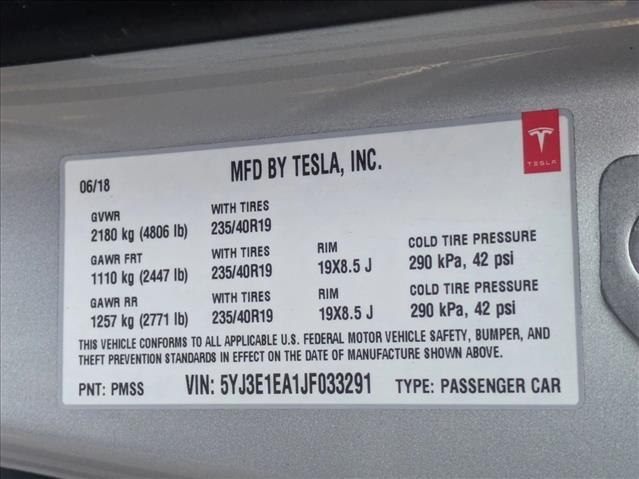 TESLA
MFD BY TESLA, INC.
06/18
GVWR WITH TIRES
2180 kg (4806 lb) 235/40R19
GAWR FRT WITH TIRES RIM COLD TIRE PRESSURE
1110 kg (2447 lb) 235/40R19 19X8.5 J 290 kPa, 42 psi
GAWR RR WITH TIRES RIM COLD TIRE PRESSURE
1257 kg (2771 lb) 235/40R19 19X8.5 J 290 kPa, 42 psi
THIS VEHICLE CONFORMS TO ALL APPLICABLE U.S. FEDERAL MOTOR VEHICLE SAFETY, BUMPER, AND
THEFT PREVENTION STANDARDS IN EFFECT ON THE DATE OF MANUFACTURE SHOWN ABOVE.
PNT: PMSS VIN: 5YJ3E1EA1JF033291 TYPE: PASSENGER CAR